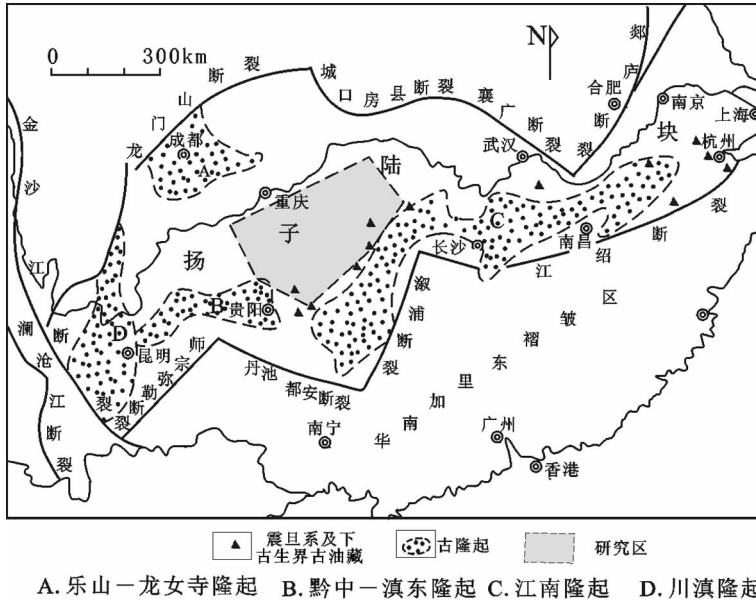 0 300km
N
龙门山断裂
城口房县断裂
襄广断裂
郯庐断裂
合肥
南京
上海
杭州
武汉
成都
A
重庆
扬子陆块
金沙江
C
长沙
南昌
江绍断裂
B
贵阳
溆浦断裂
D
昆明
师宗弥勒断裂
丹池都安断裂
澜沧江断裂
断裂
南宁
华南加里东褶皱区
广州
香港
震旦系及下古生界古油藏
古隆起
研究区
A.乐山－龙女寺隆起 B.黔中－滇东隆起 C.江南隆起 D.川滇隆起